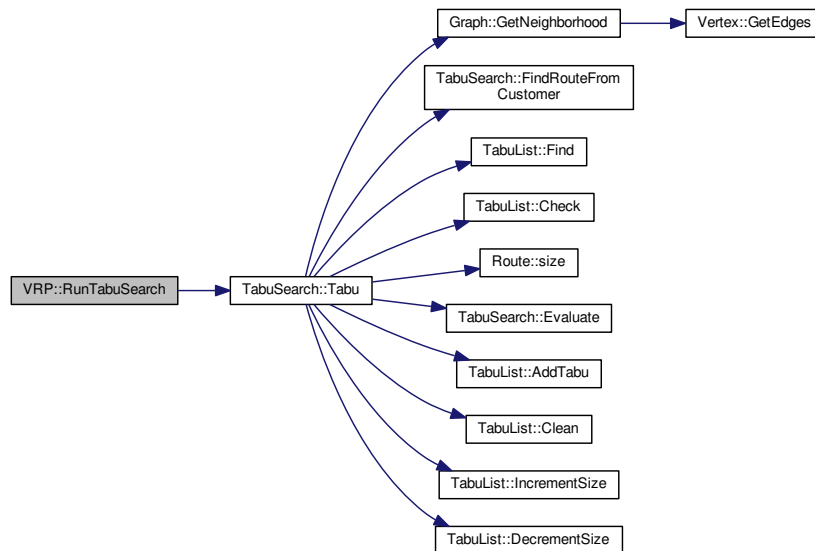 Graph::GetNeighborhood
Vertex::GetEdges
TabuSearch::FindRouteFrom
Customer
TabuList::Find
TabuList::Check
Route::size
VRP::RunTabuSearch
TabuSearch::Tabu
TabuSearch::Evaluate
TabuList::AddTabu
TabuList::Clean
TabuList::IncrementSize
TabuList::DecrementSize